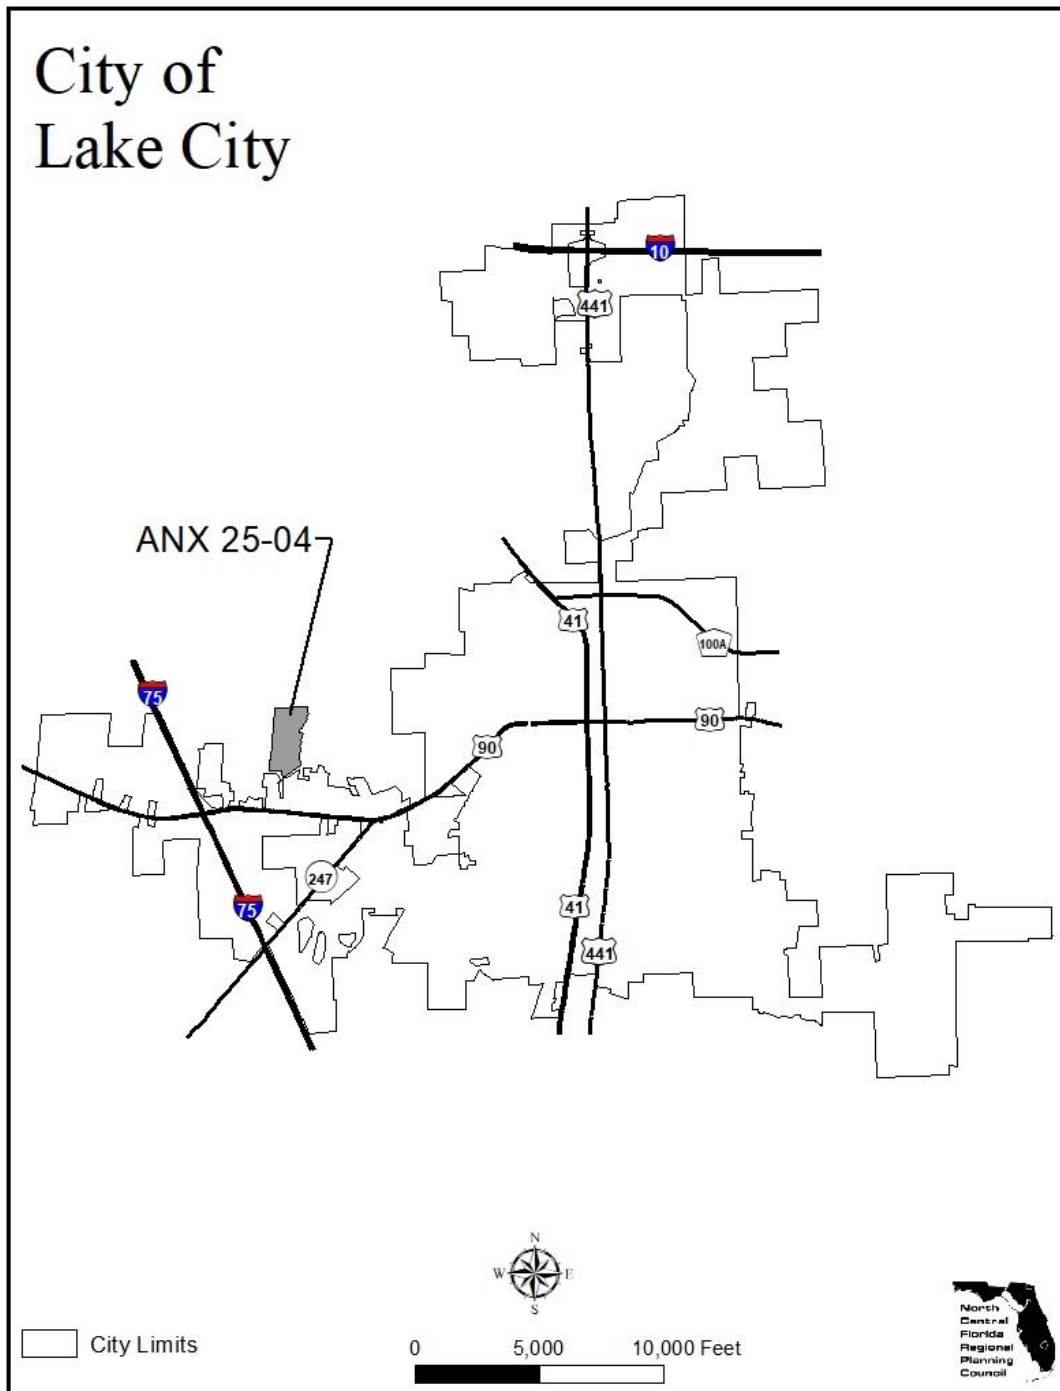 City of
Lake City
10
441
ANX 25-04
41
100A
75
90
90
247
75
41
441
N
W E
S
City Limits
0 5,000 10,000 Feet
North
Central
Florida
Regional
Planning
Council